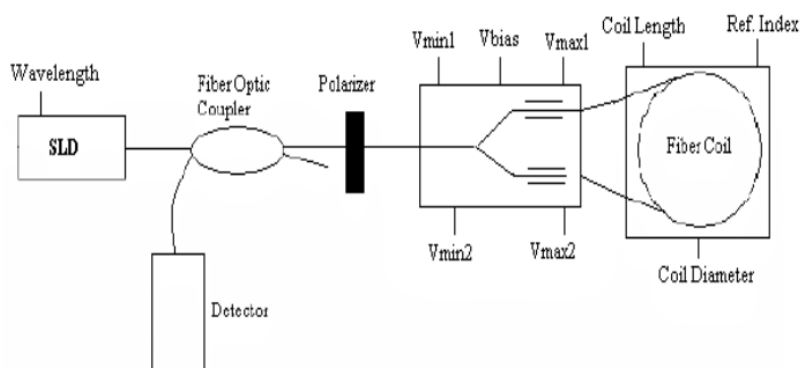 Wavelength
SLD
Fiber Optic
Coupler
Polarizer
Vmin1
Vbias
Vmax1
Vmin2
Vmax2
Coil Length
Ref. Index
Fiber Coil
Coil Diameter
Detector